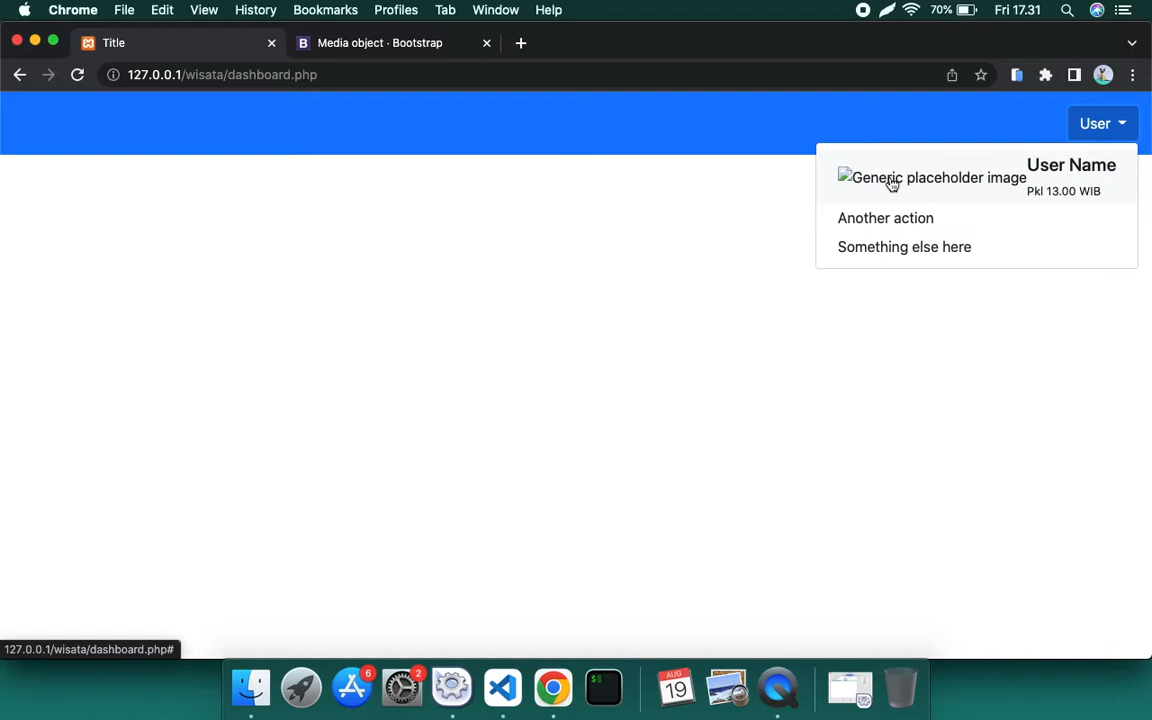 Chrome File Edit View History Bookmarks Profiles Tab Window Help 70% Fri 17.31
Title Media object · Bootstrap
127.0.0.1/wisata/dashboard.php
User
Generic placeholder image
User Name
Pkl 13.00 WIB
Another action
Something else here
127.0.0.1/wisata/dashboard.php#
6
2
AUG
19